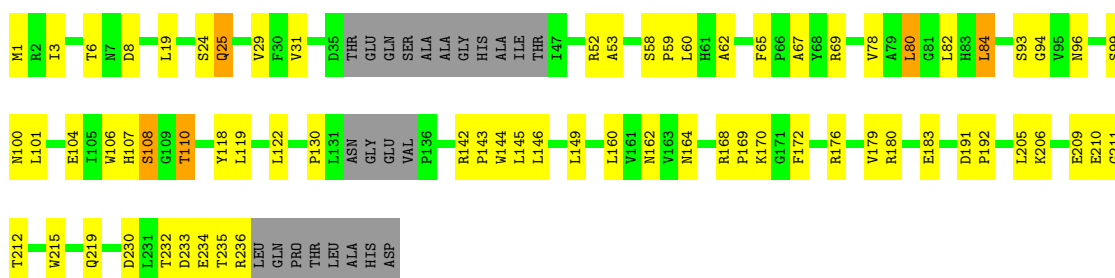 M1 R2 I3 T6 N7 D8 L19 S24 Q25 V29 F30 V31 D35 THR GLU GLN SER ALA ALA GLY HIS ALA ILE THR I47 R52 A53 S58 P59 L60 H61 A62 F65 P66 A67 Y68 R69 V78 A79 L80 G81 L82 H83 L84 S93 G94 V95 N96 S99
N100 L101 E104 I105 W106 H107 S108 G109 T110 Y118 L119 L122 P130 L131 ASN GLY GLU VAL P136 R142 P143 W144 L145 L146 L149 L160 V161 N162 V163 N164 R168 P169 K170 G171 F172 R176 V179 R180 E183 D191 P192 L205 K206 E209 E210 G211
T212 W215 Q219 D230 L231 T232 D233 E234 T235 R236 LEU GLN PRO THR LEU ALA HIS ASP